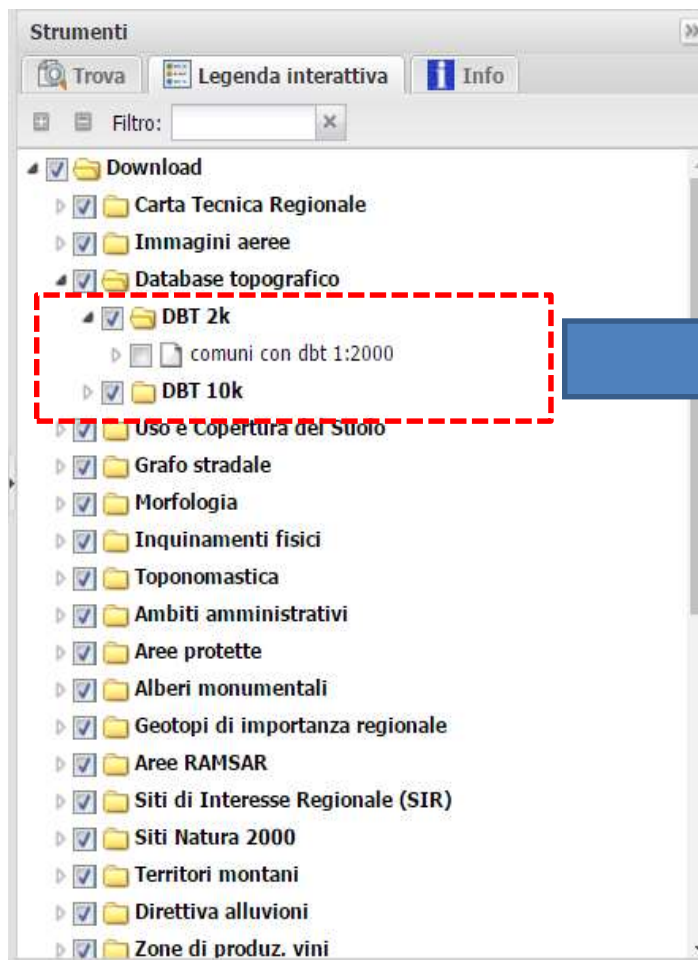 Strumenti
Trova Legenda interattiva Info
Filtro:
Download
Carta Tecnica Regionale
Immagini aeree
Database topografico
DBT 2k
comuni con dbt 1:2000
DBT 10k
Uso e Copertura del Suolo
Grafo stradale
Morfologia
Inquinamenti fisici
Toponomastica
Ambiti amministrativi
Aree protette
Alberi monumentali
Geotopi di importanza regionale
Aree RAMSAR
Siti di Interesse Regionale (SIR)
Siti Natura 2000
Territori montani
Direttiva alluvioni
Zone di produz. vini